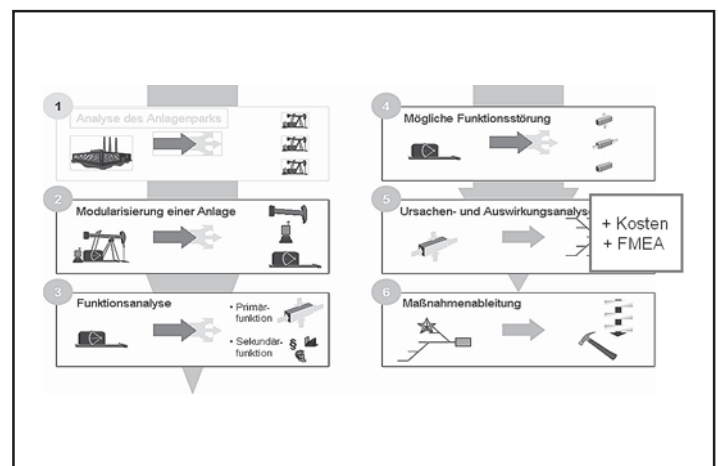 1
Analyse des Anlagenparks
2
Modularisierung einer Anlage
3
Funktionsanalyse
• Primär-
funktion
• Sekundär-
funktion
§
4
Mögliche Funktionsstörung
5
Ursachen- und Auswirkungsanalys
+ Kosten
+ FMEA
6
Maßnahmenableitung